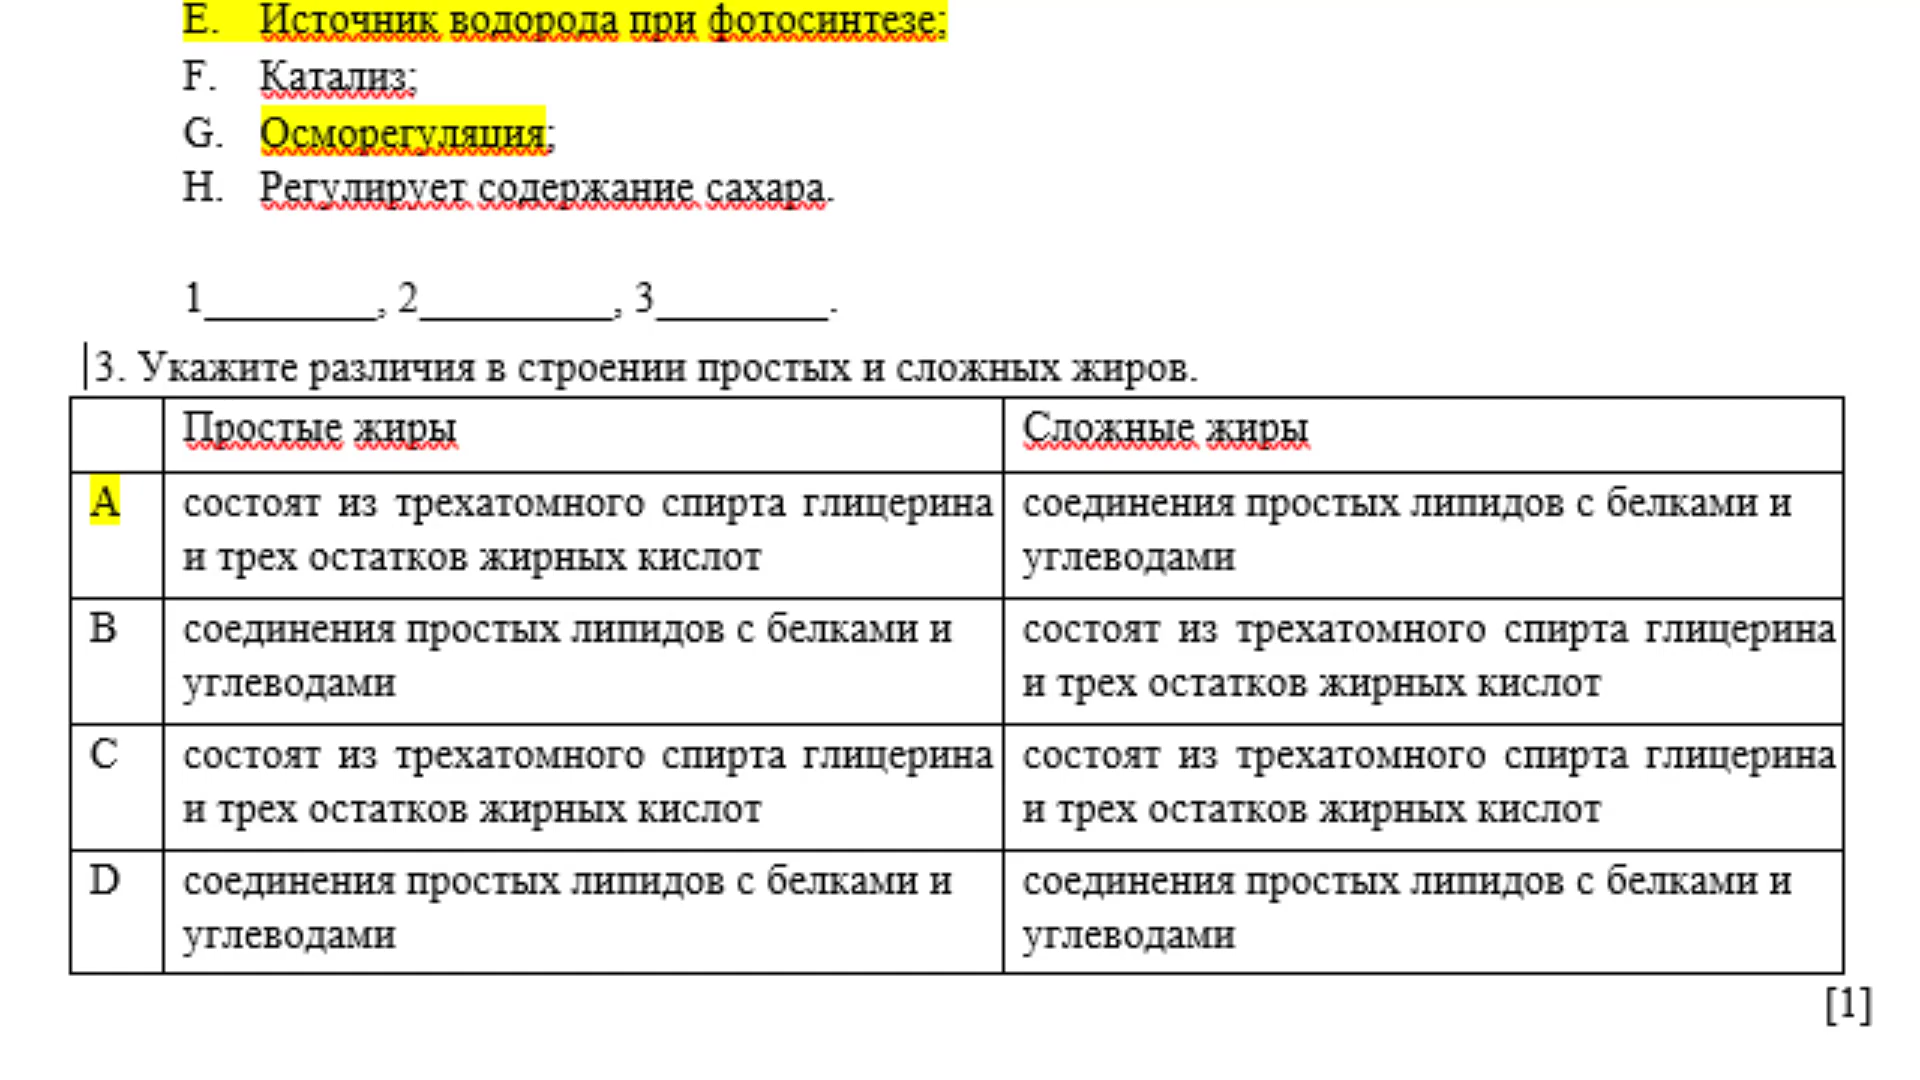 E. Источник водорода при фотосинтезе;
F. Катализ;
G. Осморегуляция;
H. Регулирует содержание сахара.
1________, 2_________, 3________.
3. Укажите различия в строении простых и сложных жиров.
Простые жиры Сложные жиры
A состоят из трехатомного спирта глицерина соединения простых липидов с белками и
и трех остатков жирных кислот углеводами
B соединения простых липидов с белками и состоят из трехатомного спирта глицерина
углеводами и трех остатков жирных кислот
C состоят из трехатомного спирта глицерина состоят из трехатомного спирта глицерина
и трех остатков жирных кислот и трех остатков жирных кислот
D соединения простых липидов с белками и соединения простых липидов с белками и
углеводами углеводами
[1]